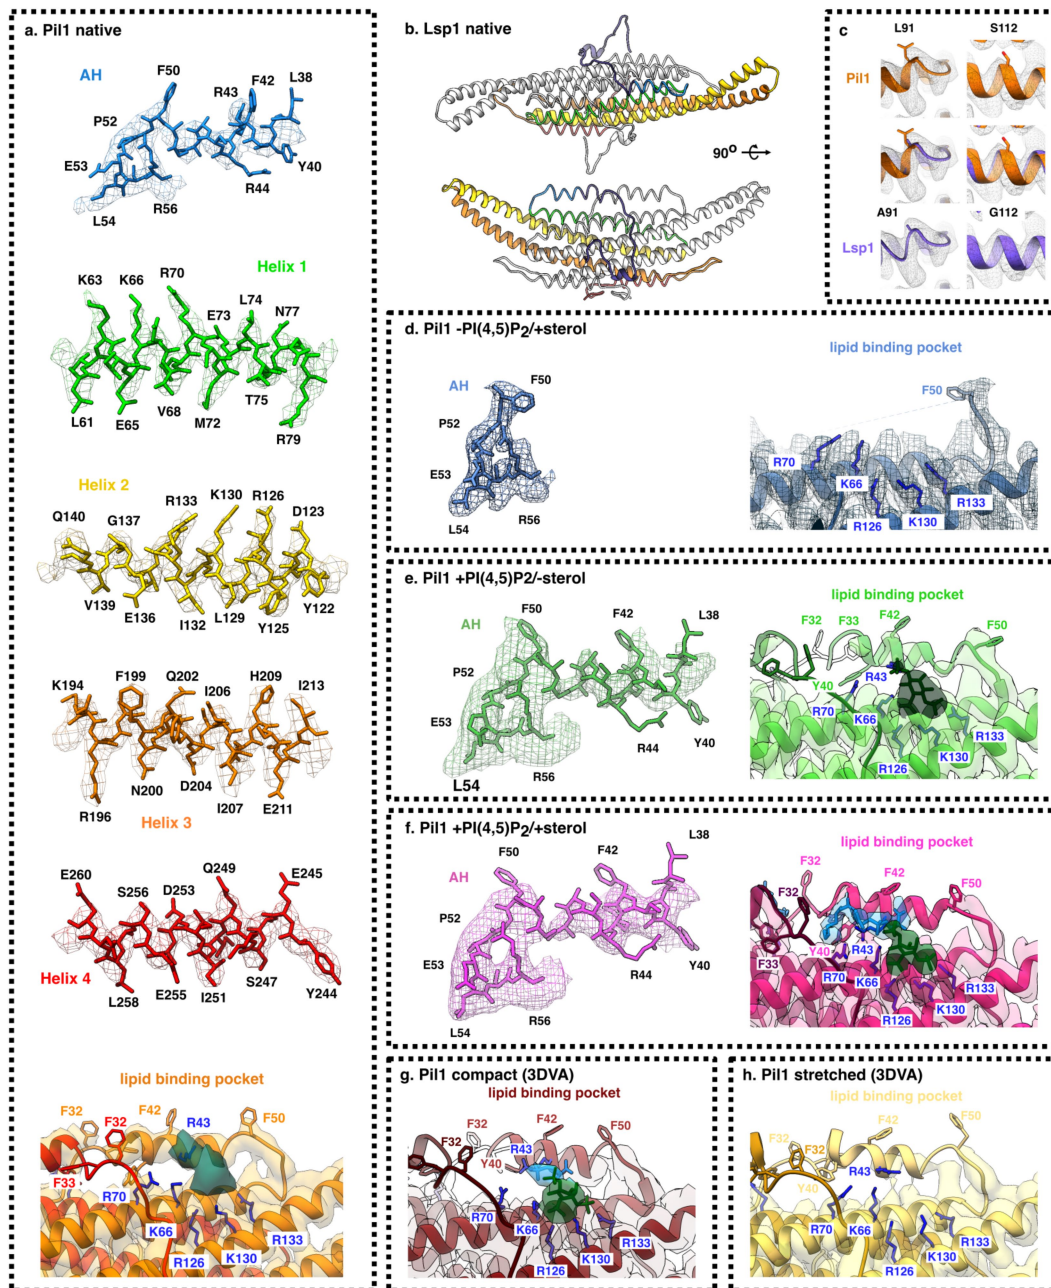 a. Pil1 native
AH
F50
F42
L38
R43
P52
E53
Y40
R44
L54
R56
Helix 1
K63
K66
R70
L74
E73
N77
L61
E65
V68
M72
T75
R79
Helix 2
R133
K130
R126
D123
Q140
G137
V139
E136
I132
L129
Y125
Y122
K194
F199
Q202
I206
H209
I213
R196
N200
D204
I207
E211
Helix 3
E260
S256
D253
Q249
E245
Helix 4
L258
E255
I251
S247
Y244
lipid binding pocket
F32
F32
F42
R43
F50
F33
R70
K66
R126
K130
R133
b. Lsp1 native
90º
c
L91
S112
Pil1
A91
G112
Lsp1
d. Pil1 -PI(4,5)P2/+sterol
AH
F50
P52
E53
L54
R56
lipid binding pocket
F50
R70
K66
R126
K130
R133
e. Pil1 +PI(4,5)P2/-sterol
AH
F50
F42
L38
P52
E53
R56
R44
Y40
L54
lipid binding pocket
F32
F33
F42
F50
R43
Y40
R70
K66
R126
K130
R133
f. Pil1 +PI(4,5)P2/+sterol
AH
F50
F42
L38
P52
E53
L54
R56
R44
Y40
lipid binding pocket
F32
F32
F42
F50
Y40
R43
F33
R70
K66
R126
K130
R133
g. Pil1 compact (3DVA)
lipid binding pocket
F32
F32
F42
R43
F50
Y40
R70
K66
R126
K130
R133
h. Pil1 stretched (3DVA)
lipid binding pocket
F32
F32
F42
F50
Y40
R43
R70
K66
R126
K130
R133